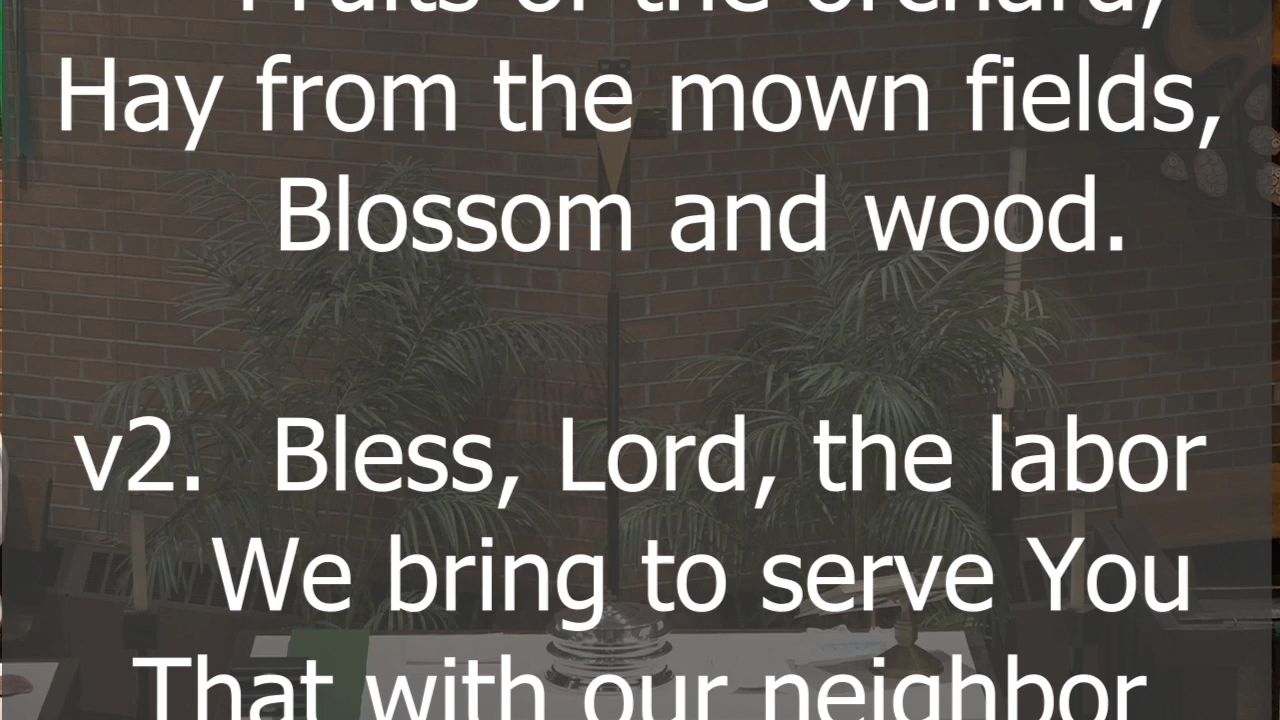 Fruits of the orchard,
Hay from the mown fields,
Blossom and wood.
v2. Bless, Lord, the labor
We bring to serve You
That with our neighbor